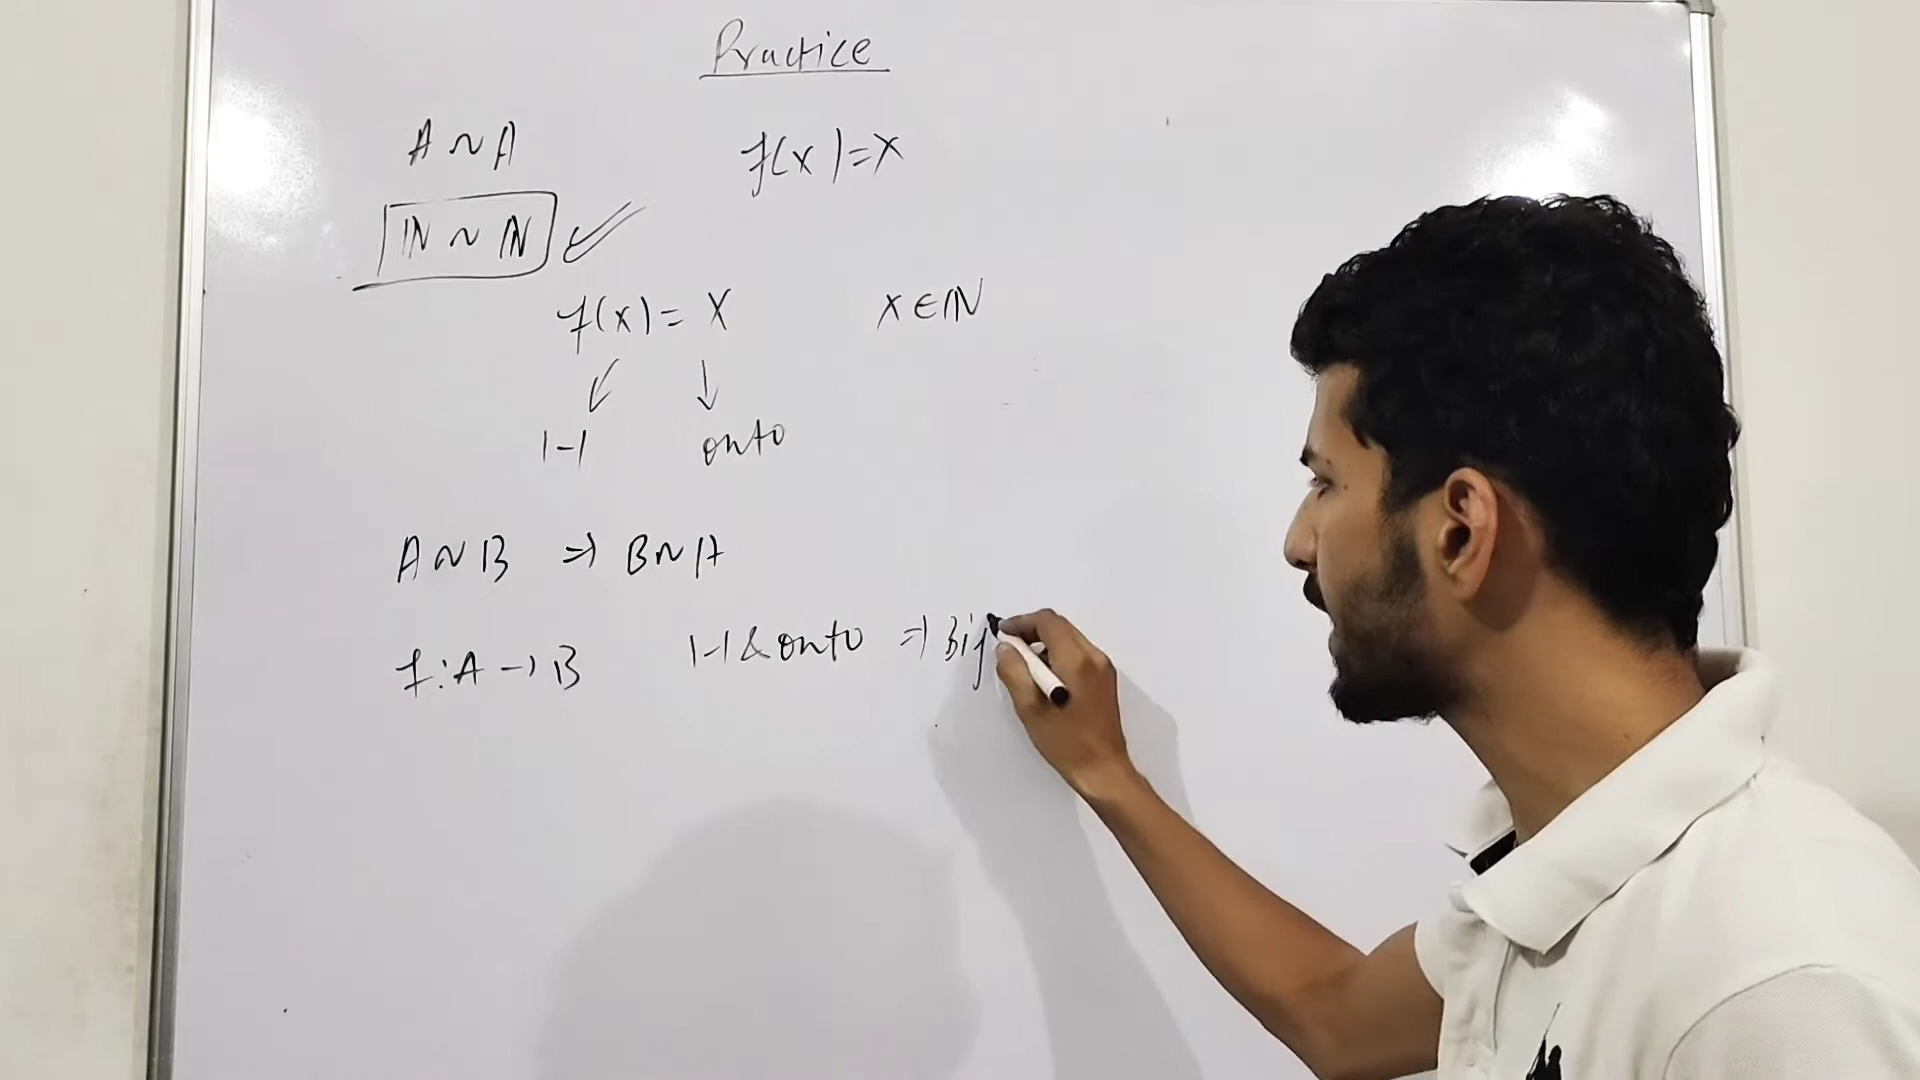 Practice
A ~ A    f(x) = x
ℕ ~ ℕ ✓
f(x) = x    x ∈ ℕ
↙ ↓
1-1    onto
A ~ B ⇒ B ~ A
f: A → B    1-1 & onto ⇒ Bij